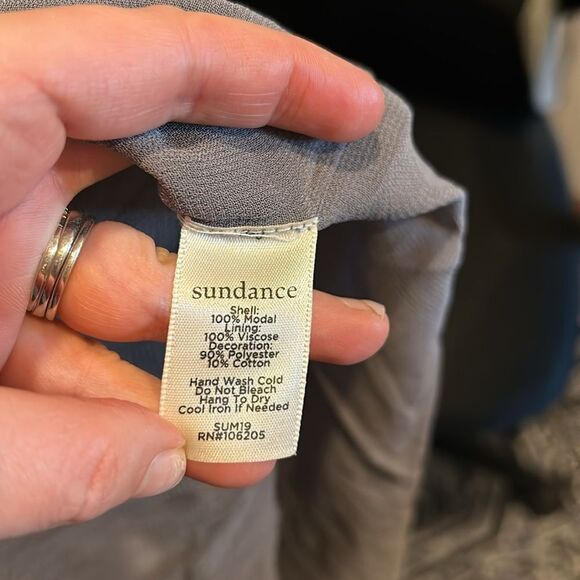 sundance
Shell:
100% Modal
Lining:
100% Viscose
Decoration:
90% Polyester
10% Cotton
Hand Wash Cold
Do Not Bleach
Hang To Dry
Cool Iron If Needed
SUM19
RN#106205